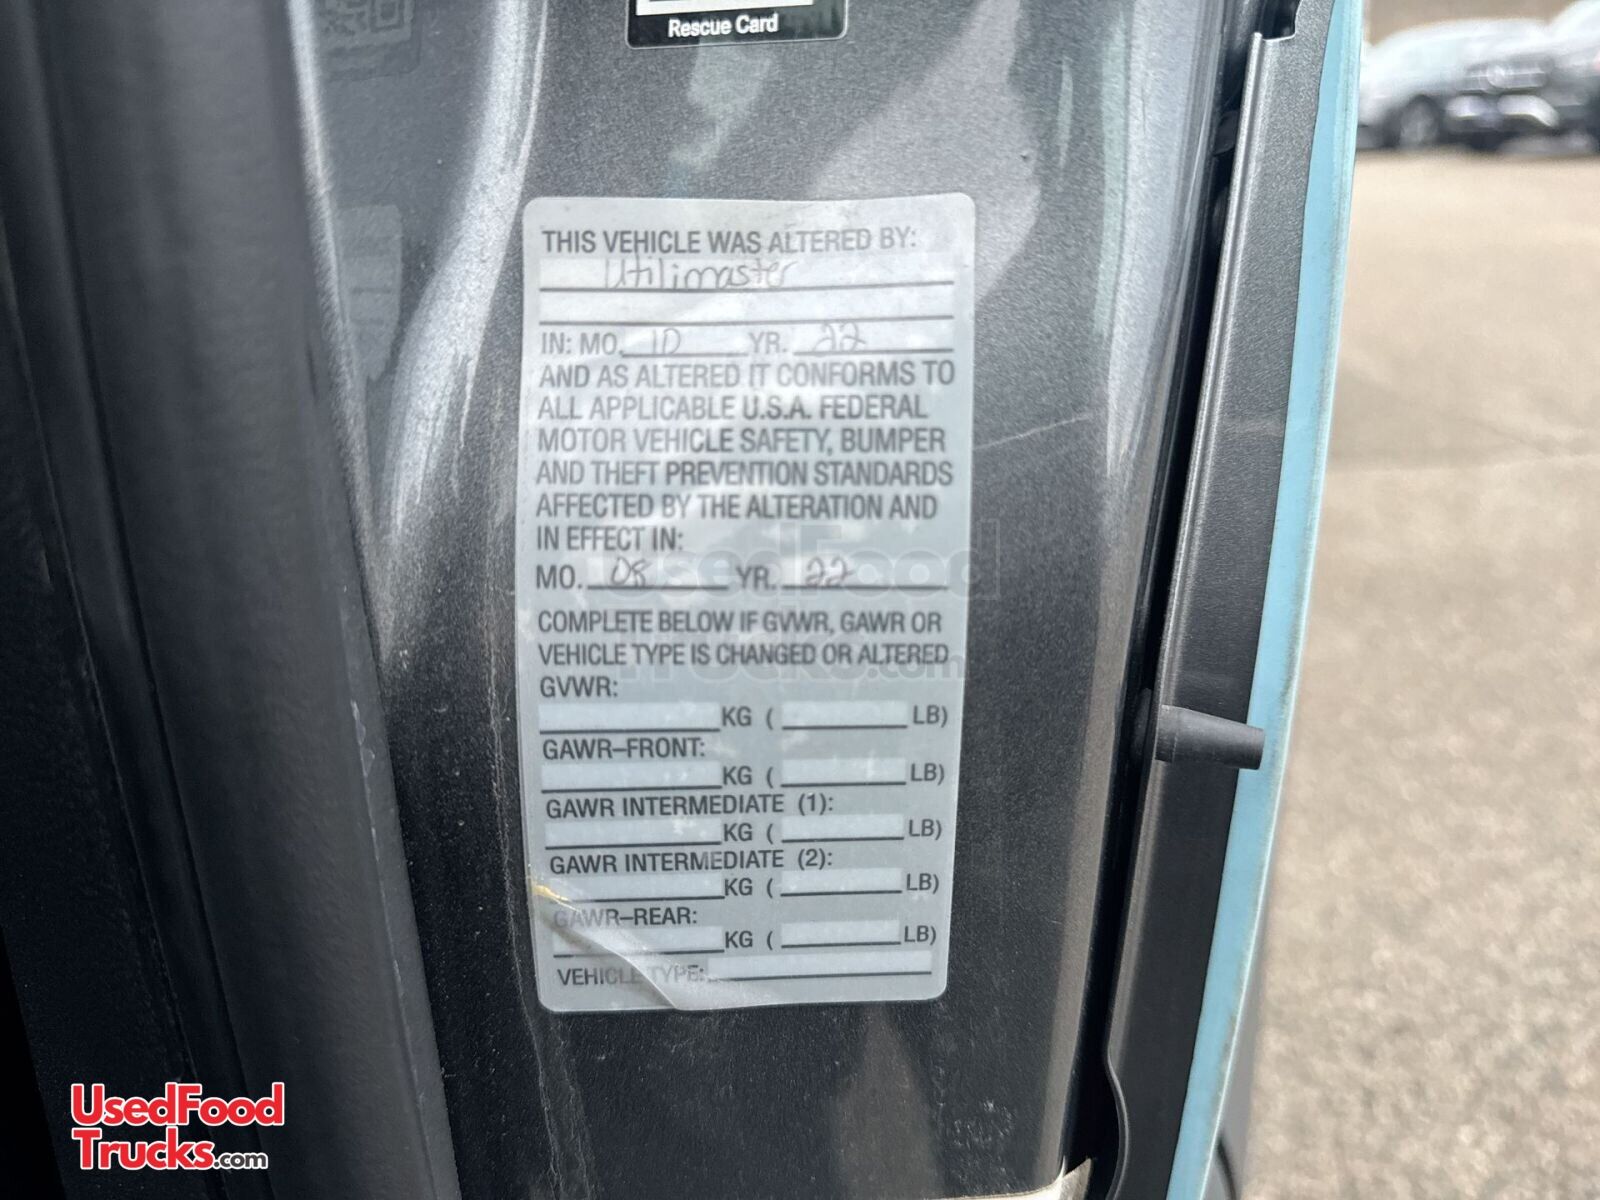 Rescue Card
THIS VEHICLE WAS ALTERED BY:
Utilimaster
IN: MO. 10 YR. 22
AND AS ALTERED IT CONFORMS TO
ALL APPLICABLE U.S.A. FEDERAL
MOTOR VEHICLE SAFETY, BUMPER
AND THEFT PREVENTION STANDARDS
AFFECTED BY THE ALTERATION AND
IN EFFECT IN:
MO. 08 YR. 22
COMPLETE BELOW IF GVWR, GAWR OR
VEHICLE TYPE IS CHANGED OR ALTERED
GVWR:
KG ( LB)
GAWR–FRONT:
KG ( LB)
GAWR INTERMEDIATE (1):
KG ( LB)
GAWR INTERMEDIATE (2):
KG ( LB)
GAWR–REAR:
KG ( LB)
VEHICLE TYPE:
UsedFood
Trucks.com
UsedFood
Trucks.com